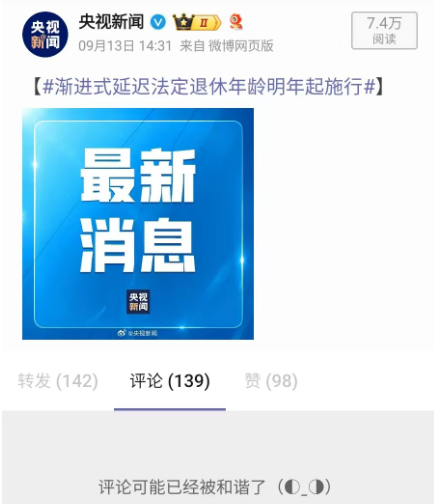 央视新闻
央视
新闻
II
7.4万
阅读
09月13日 14:31 来自 微博网页版
【#渐进式延迟法定退休年龄明年起施行#】
最新
消息
央视
新闻
@央视新闻
转发 (142)
评论 (139)
赞 (98)
评论可能已经被和谐了（◐_◑）